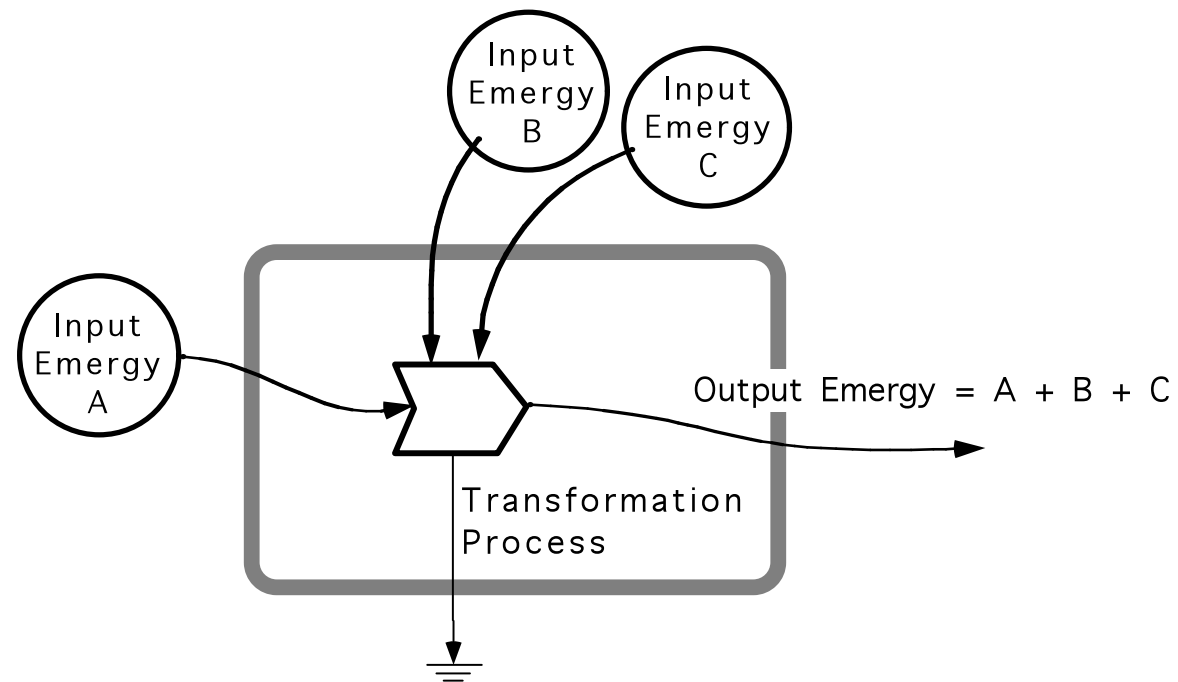 Input
Emergy
B
Input
Emergy
C
Input
Emergy
A
Output Emergy = A + B + C
Transformation
Process